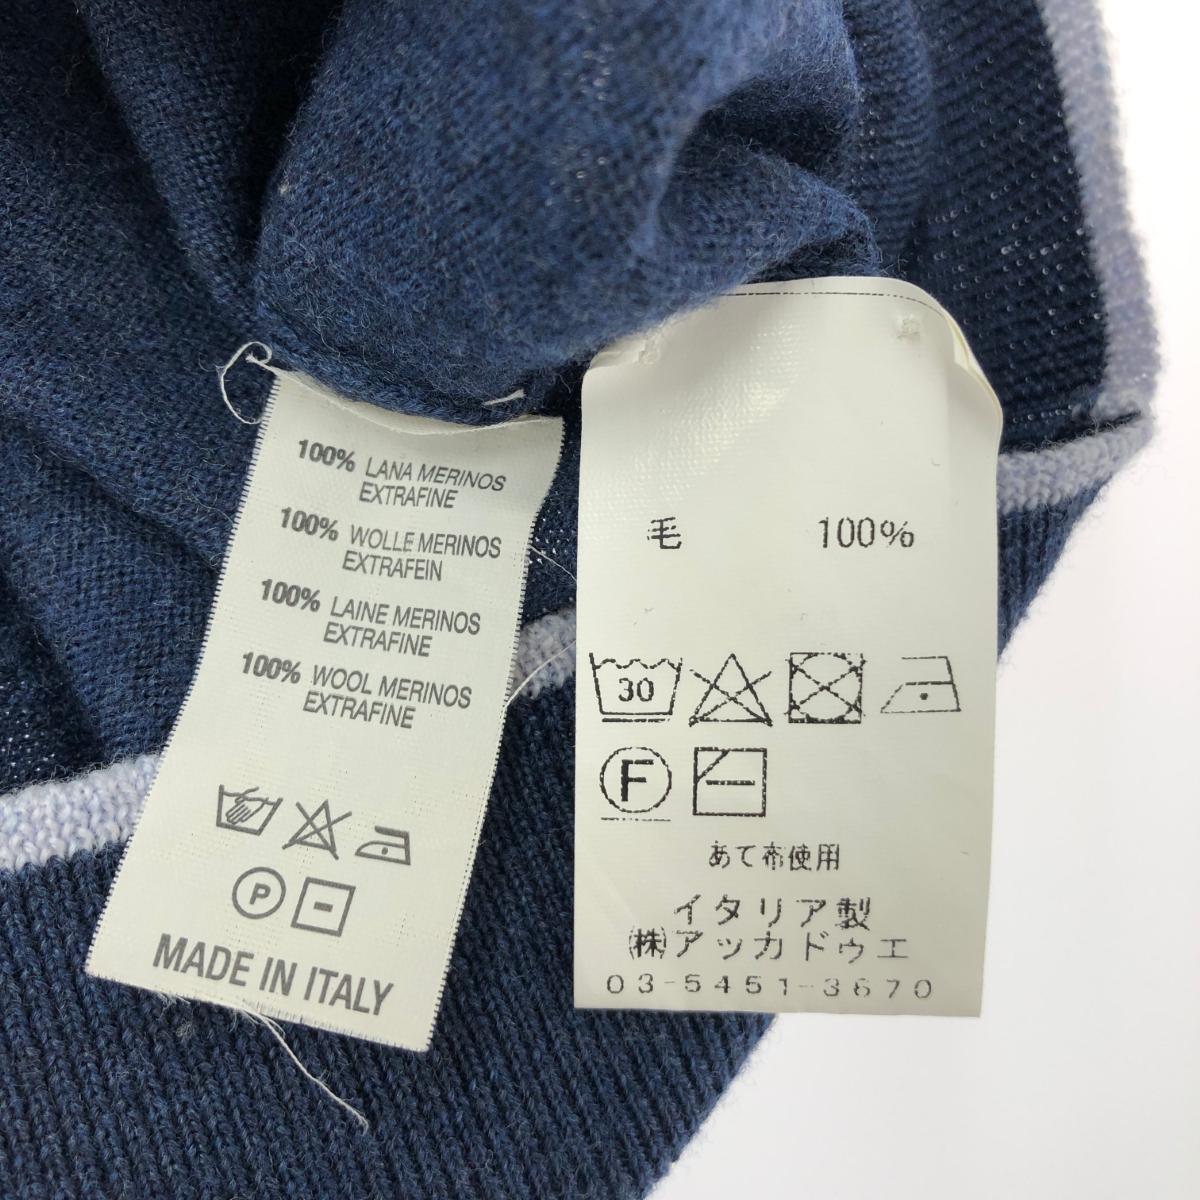 100% LANA MERINOS
EXTRAFINE
100% WOLLE MERINOS
EXTRAFEIN
100% LAINE MERINOS
EXTRAFINE
100% WOOL MERINOS
EXTRAFINE
P
MADE IN ITALY
毛 100%
30
F
あて布使用
イタリア製
㈱アッカドゥエ
03-5451-3670